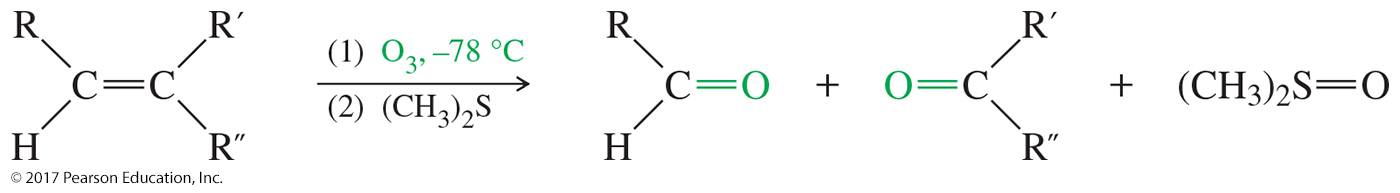 R R′ R R′
(1) O₃, –78 °C
C=C C=O + O=C + (CH₃)₂S=O
(2) (CH₃)₂S
H R″ H R″
© 2017 Pearson Education, Inc.